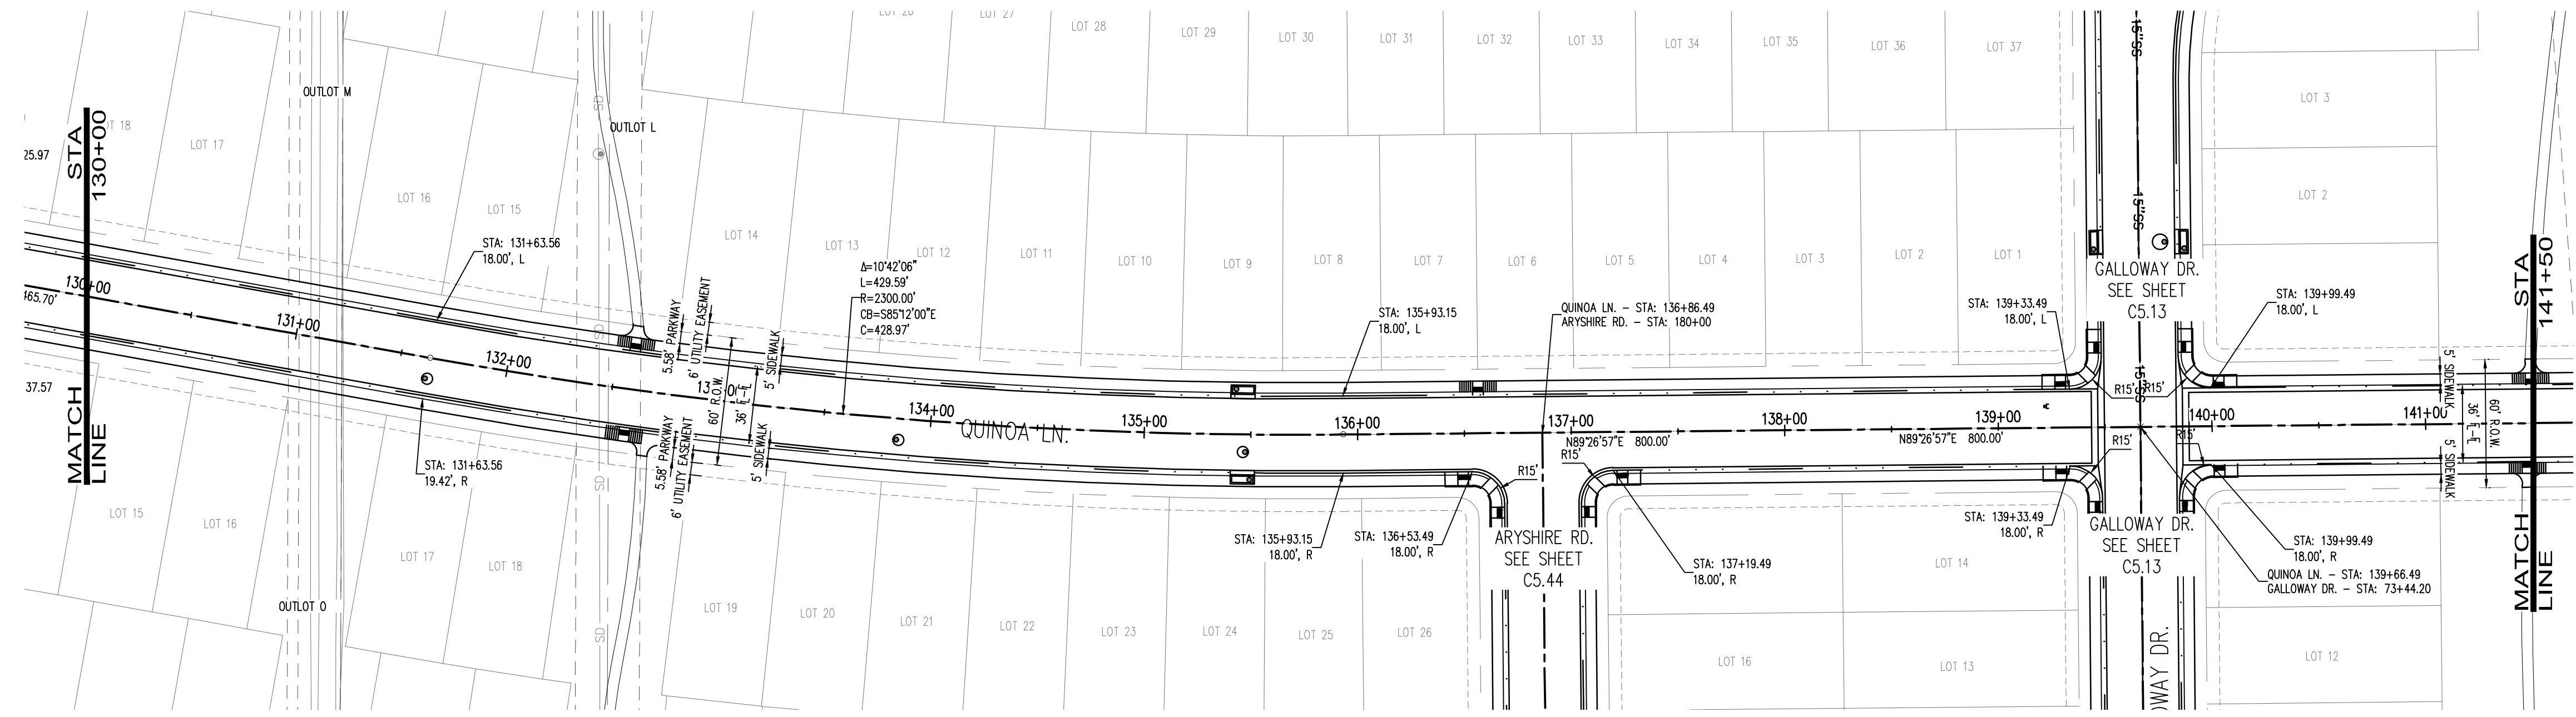 LOT 27
LOT 28
LOT 29
LOT 30
LOT 31
LOT 32
LOT 33
LOT 34
LOT 35
LOT 36
LOT 37
15"SS
OUTLOT M
LOT 3
MATCH LINE
STA 130+00
LOT 17
OUTLOT L
SD
25.97
LOT 16
LOT 15
LOT 2
15"SS
LOT 14
LOT 13
LOT 12
LOT 11
LOT 10
LOT 9
LOT 8
LOT 7
LOT 6
LOT 5
LOT 4
LOT 3
LOT 2
LOT 1
STA: 131+63.56
18.00', L
Δ=10°42'06"
L=429.59'
R=2300.00'
CB=S85°12'00"E
C=428.97'
GALLOWAY DR.
SEE SHEET
C5.13
MATCH LINE
STA 141+50
130+00
465.70'
131+00
132+00
SD
5.58' PARKWAY
6' UTILITY EASEMENT
5' SIDEWALK
60' R.O.W.
36' F-F
STA: 135+93.15
18.00', L
QUINOA LN. – STA: 136+86.49
ARYSHIRE RD. – STA: 180+00
STA: 139+33.49
18.00', L
STA: 139+99.49
18.00', L
R15'
R15'
15"SS
5' SIDEWALK
36' F-F
60' R.O.W.
5' SIDEWALK
37.57
134+00
QUINOA LN.
135+00
136+00
137+00
138+00
139+00
140+00
141+00
N89°26'57"E 800.00'
N89°26'57"E 800.00'
R15'
R15'
R15'
R15'
STA: 131+63.56
19.42', R
5.58' PARKWAY
6' UTILITY EASEMENT
5' SIDEWALK
SD
LOT 15
LOT 16
LOT 17
LOT 18
STA: 135+93.15
18.00', R
STA: 136+53.49
18.00', R
ARYSHIRE RD.
SEE SHEET
C5.44
STA: 137+19.49
18.00', R
STA: 139+33.49
18.00', R
GALLOWAY DR.
SEE SHEET
C5.13
STA: 139+99.49
18.00', R
QUINOA LN. – STA: 139+66.49
GALLOWAY DR. – STA: 73+44.20
LOT 14
OUTLOT O
SD
LOT 19
LOT 20
LOT 21
LOT 22
LOT 23
LOT 24
LOT 25
LOT 26
LOT 16
LOT 13
LOT 12
OWAY DR.